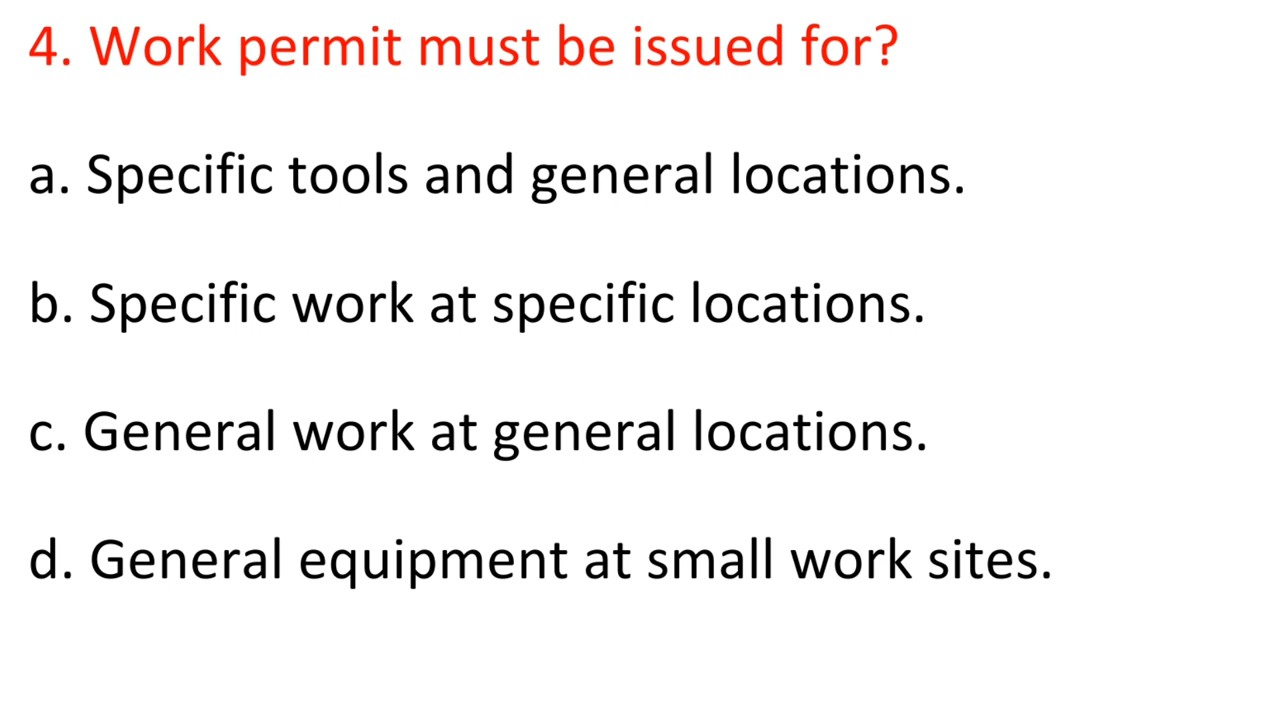 4. Work permit must be issued for?
a. Specific tools and general locations.
b. Specific work at specific locations.
c. General work at general locations.
d. General equipment at small work sites.